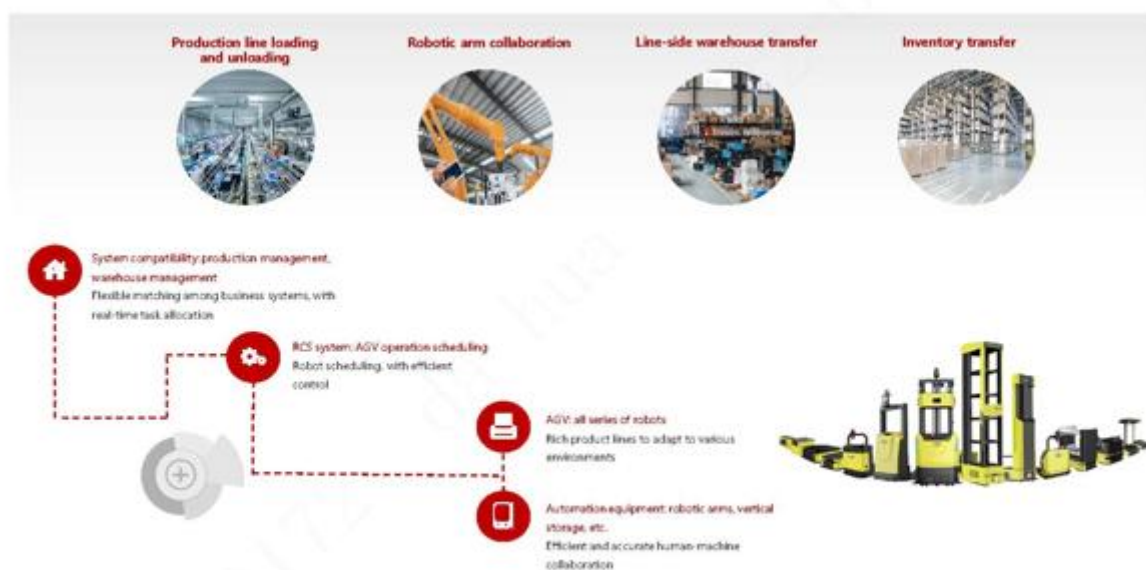 Production line loading
and unloading
Robotic arm collaboration
Line-side warehouse transfer
Inventory transfer
System compatibility: production management,
warehouse management
Flexible matching among business systems, with
real-time task allocation
RCS system: AGV operation scheduling
Robot scheduling, with efficient
control
AGV: all series of robots
Rich product lines to adapt to various
environments
Automation equipment: robotic arms, vertical
storage, etc.
Efficient and accurate human-machine
collaboration